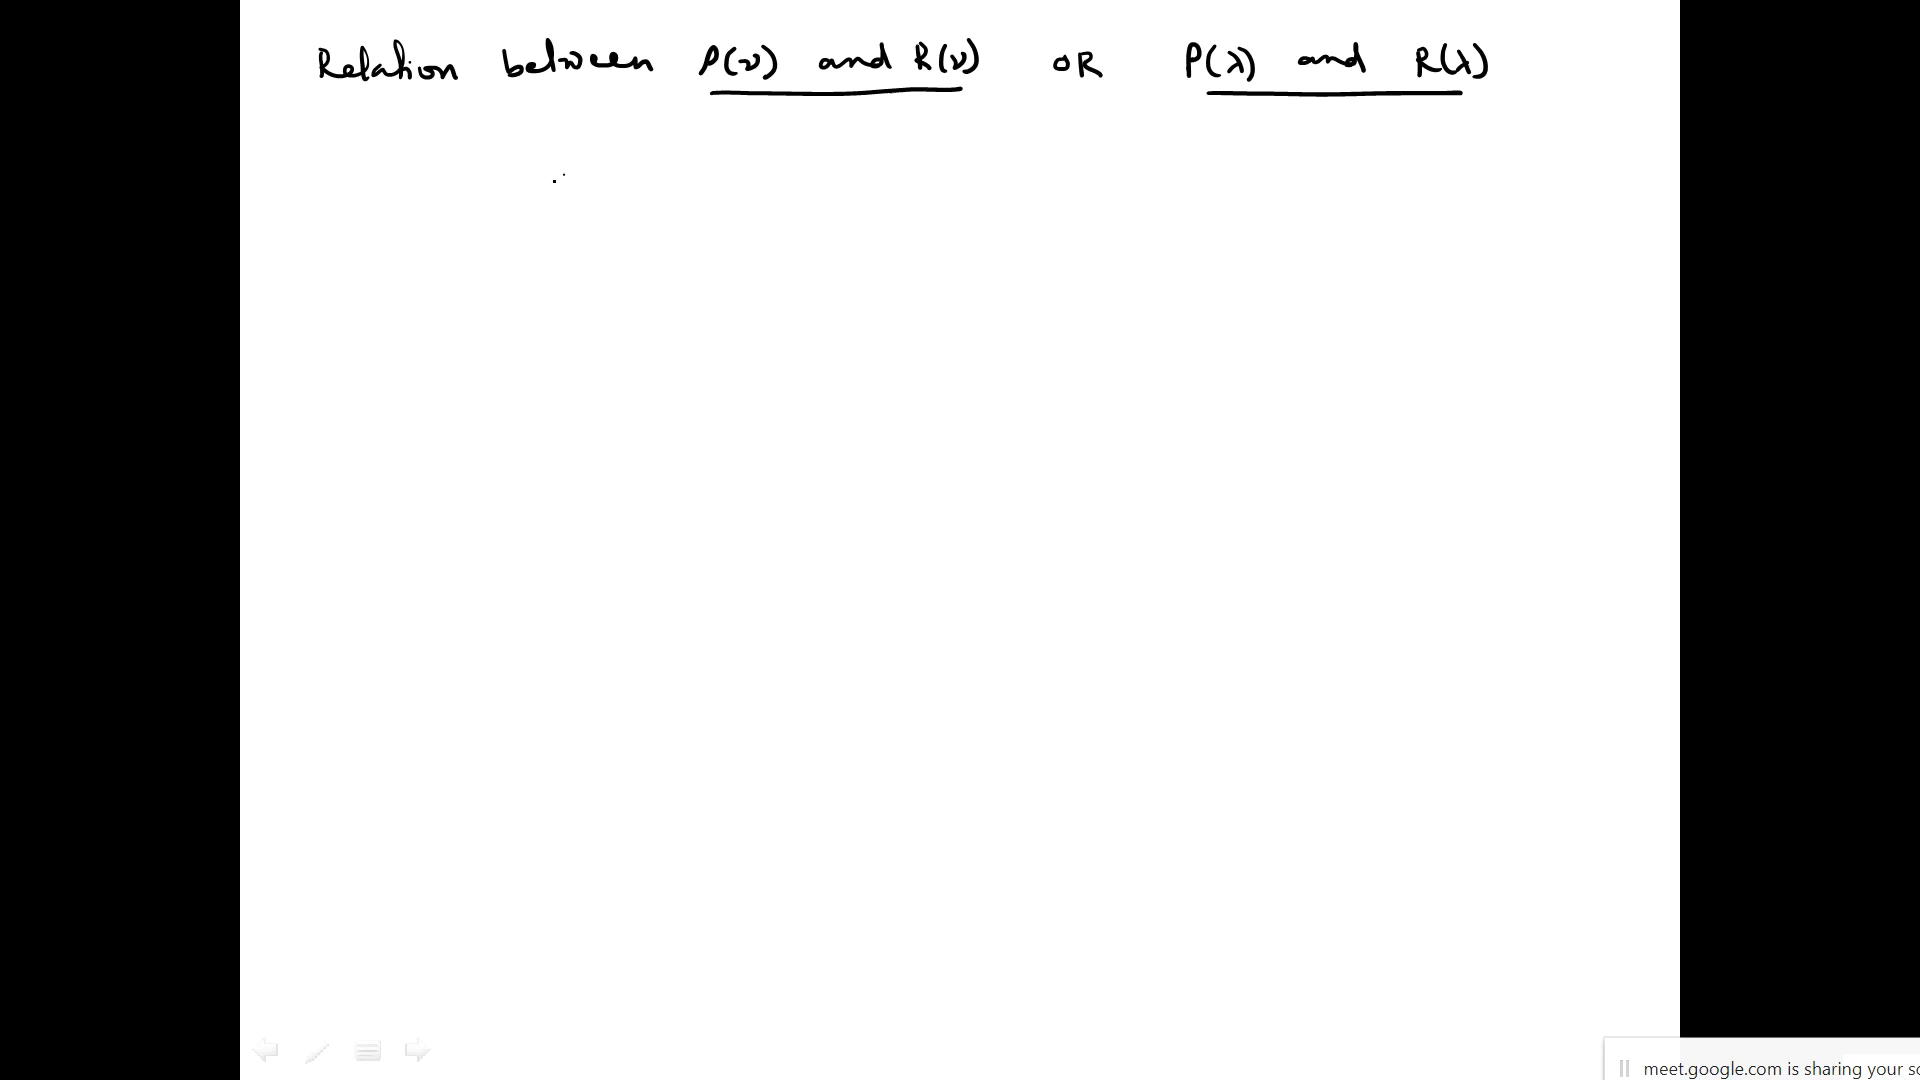 Relation between ρ(ν) and R(ν) OR P(λ) and R(λ)
meet.google.com is sharing your sc